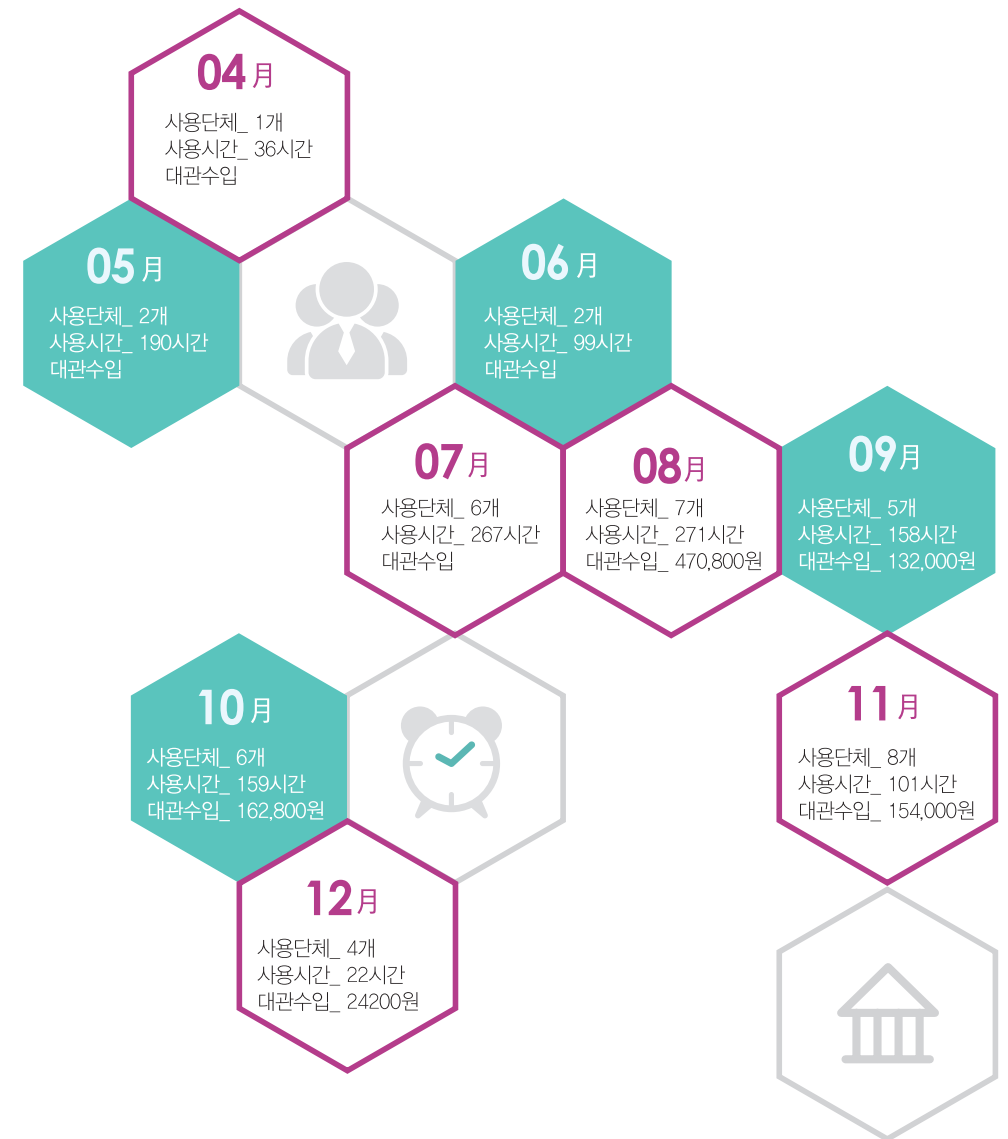 04月
사용단체_ 1개
사용시간_ 36시간
대관수입
05月
사용단체_ 2개
사용시간_ 190시간
대관수입
06月
사용단체_ 2개
사용시간_ 99시간
대관수입
07月
사용단체_ 6개
사용시간_ 267시간
대관수입
08月
사용단체_ 7개
사용시간_ 271시간
대관수입_ 470,800원
09月
사용단체_ 5개
사용시간_ 158시간
대관수입_ 132,000원
10月
사용단체_ 6개
사용시간_ 159시간
대관수입_ 162,800원
11月
사용단체_ 8개
사용시간_ 101시간
대관수입_ 154,000원
12月
사용단체_ 4개
사용시간_ 22시간
대관수입_ 24200원